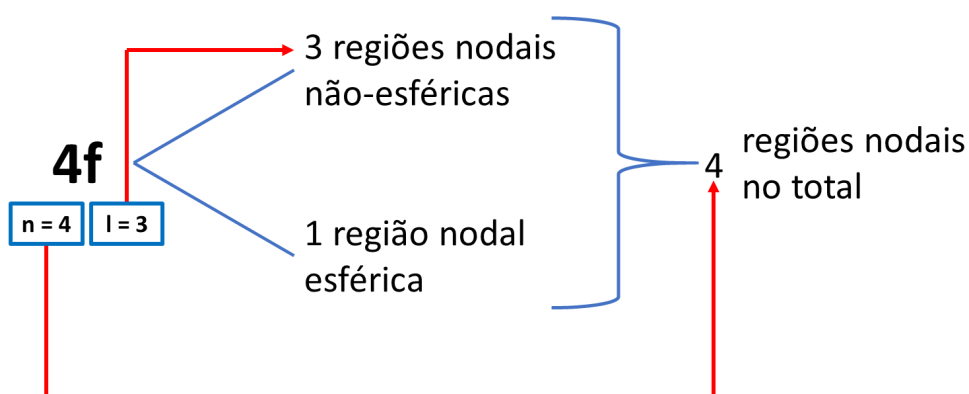 3 regiões nodais
não-esféricas
4f
n = 4
l = 3
1 região nodal
esférica
4
regiões nodais
no total